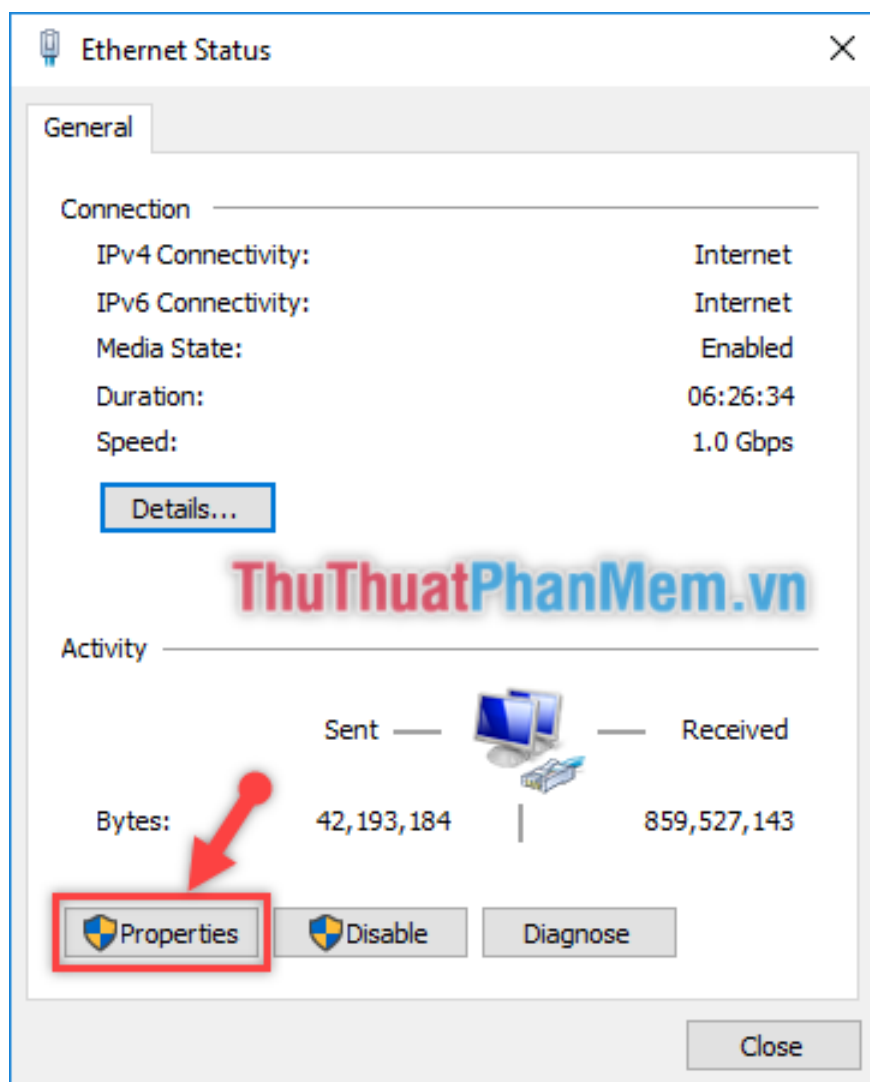 Ethernet Status
General
Connection
IPv4 Connectivity: Internet
IPv6 Connectivity: Internet
Media State: Enabled
Duration: 06:26:34
Speed: 1.0 Gbps
Details...
ThuThuatPhanMem.vn
Activity
Sent Received
Bytes: 42,193,184 859,527,143
Properties Disable Diagnose
Close